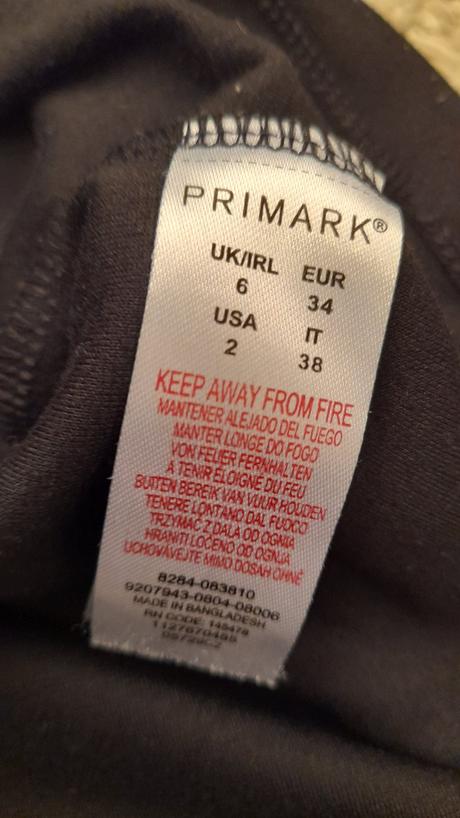 PRIMARK®
UK/IRL EUR
6 34
USA IT
2 38
KEEP AWAY FROM FIRE
MANTENER ALEJADO DEL FUEGO
MANTER LONGE DO FOGO
VON FEUER FERNHALTEN
À TENIR ÉLOIGNÉ DU FEU
BUITEN BEREIK VAN VUUR HOUDEN
TENERE LONTANO DAL FUOCO
TRZYMAĆ Z DALA OD OGNIA
HRANITI LOČENO OD OGNJA
UCHOVÁVEJTE MIMO DOSAH OHNĚ
8284-083810
9207943-0804-08006
MADE IN BANGLADESH
RN CODE: 145478